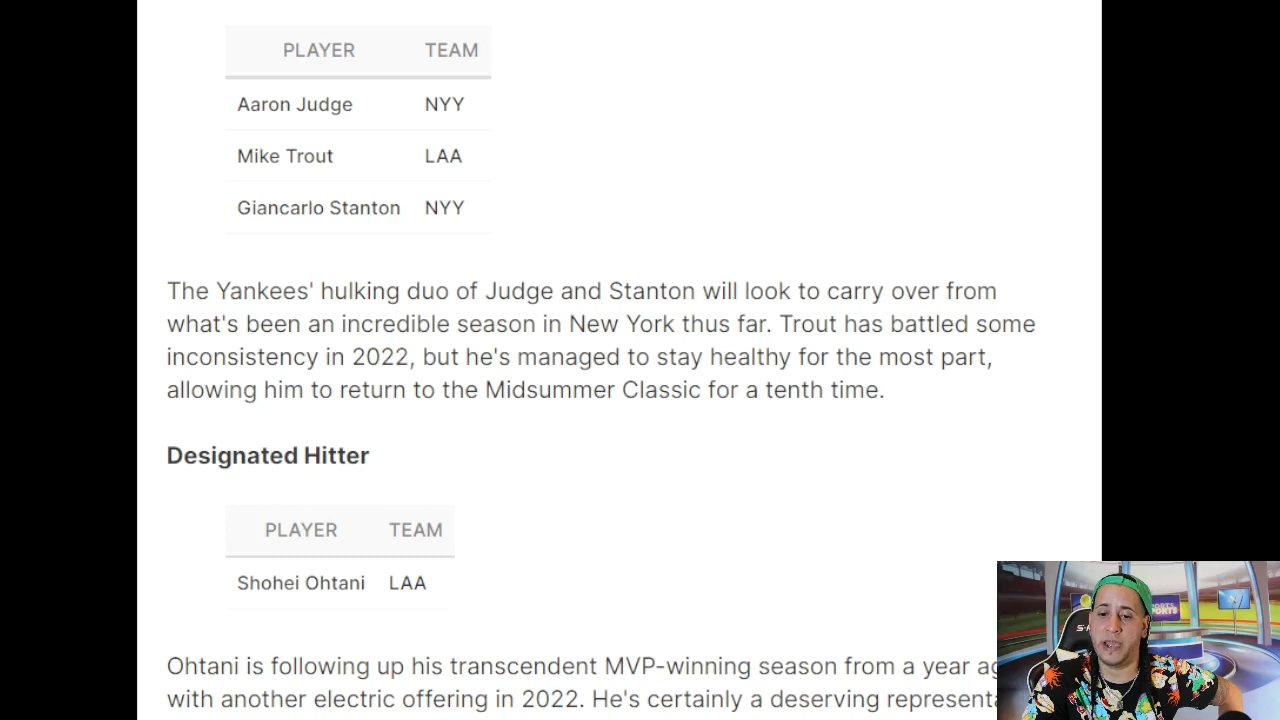 PLAYER TEAM
Aaron Judge NYY
Mike Trout LAA
Giancarlo Stanton NYY
The Yankees' hulking duo of Judge and Stanton will look to carry over from
what's been an incredible season in New York thus far. Trout has battled some
inconsistency in 2022, but he's managed to stay healthy for the most part,
allowing him to return to the Midsummer Classic for a tenth time.
Designated Hitter
PLAYER TEAM
Shohei Ohtani LAA
Ohtani is following up his transcendent MVP-winning season from a year
with another electric offering in 2022. He's certainly a deserving
SPORTS